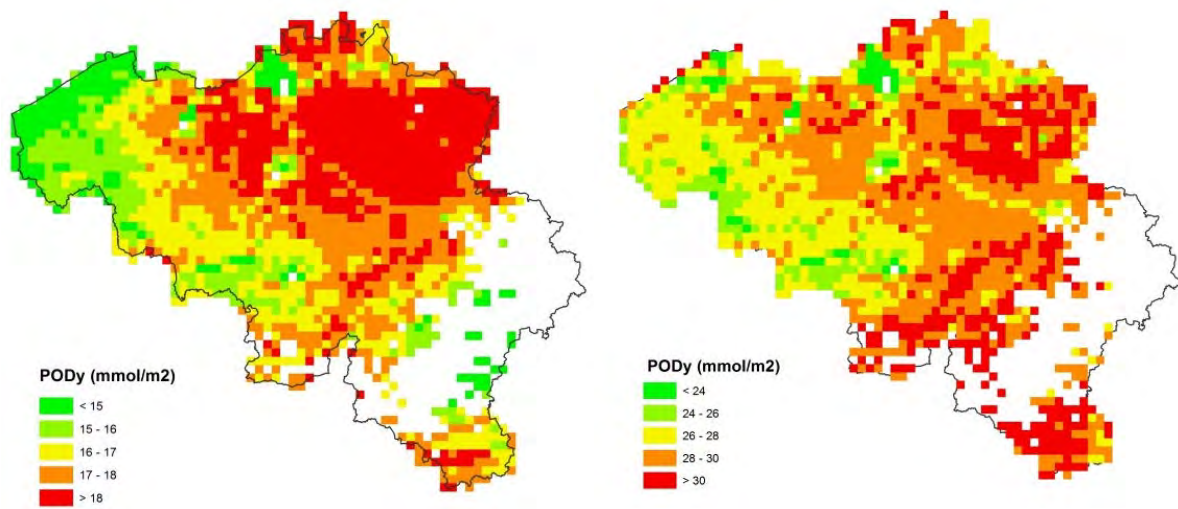 PODy (mmol/m2)
< 15
15 - 16
16 - 17
17 - 18
> 18
PODy (mmol/m2)
< 24
24 - 26
26 - 28
28 - 30
> 30